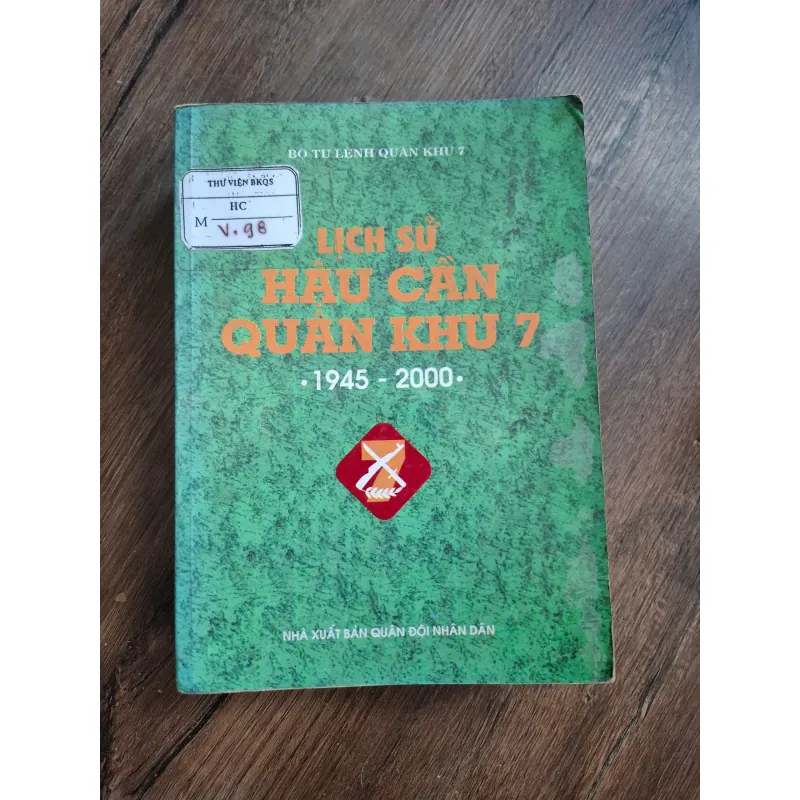 BỘ TƯ LỆNH QUÂN KHU 7
THƯ VIỆN BKQS
HC
M
V.98
LỊCH SỬ
HẬU CẦN
QUÂN KHU 7
• 1945 - 2000 •
7
NHÀ XUẤT BẢN QUÂN ĐỘI NHÂN DÂN